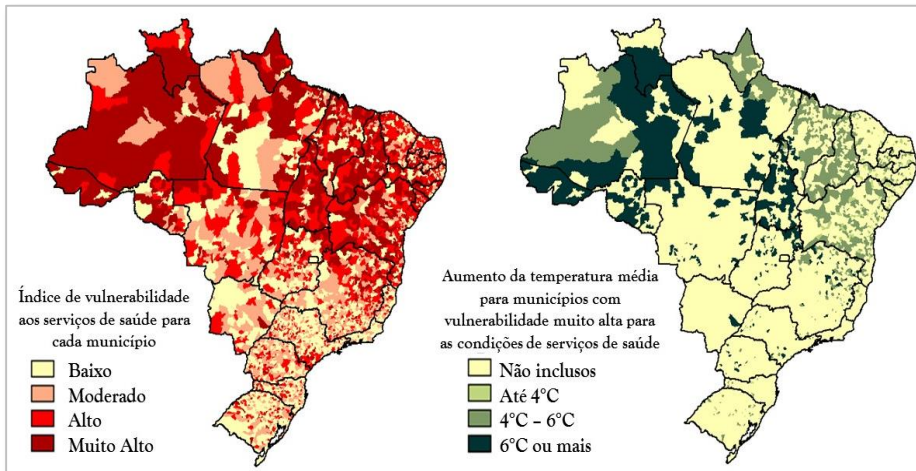 Índice de vulnerabilidade
aos serviços de saúde para
cada município
Baixo
Moderado
Alto
Muito Alto
Aumento da temperatura média
para municípios com
vulnerabilidade muito alta para
as condições de serviços de saúde
Não inclusos
Até 4°C
4°C – 6°C
6°C ou mais